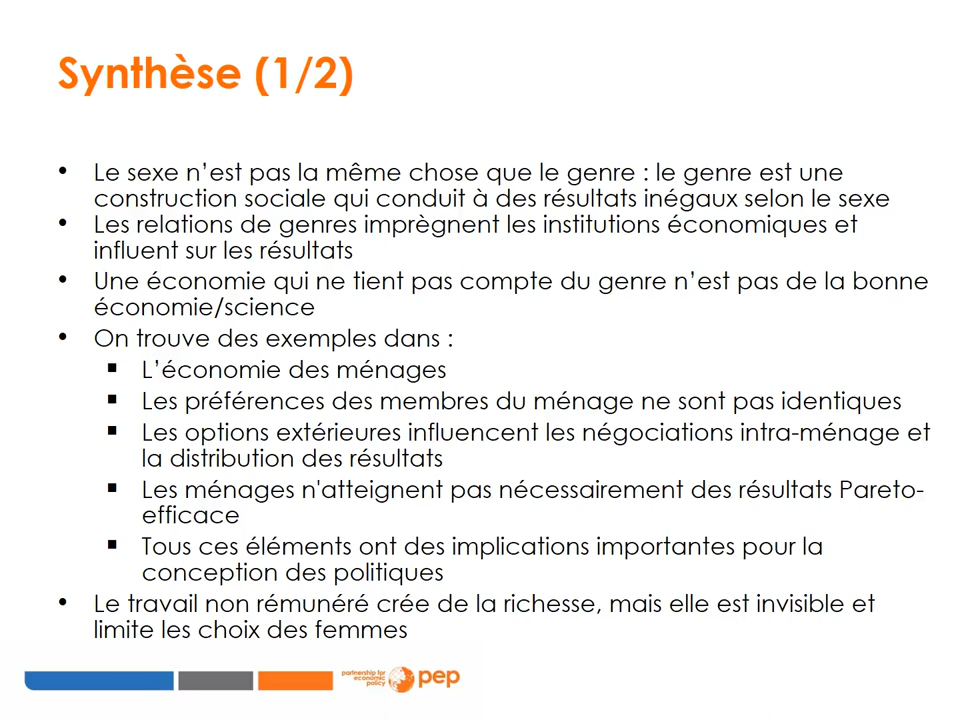 Synthèse (1/2)
• Le sexe n’est pas la même chose que le genre : le genre est une
construction sociale qui conduit à des résultats inégaux selon le sexe
• Les relations de genres imprègnent les institutions économiques et
influent sur les résultats
• Une économie qui ne tient pas compte du genre n’est pas de la bonne
économie/science
• On trouve des exemples dans :
▪ L’économie des ménages
▪ Les préférences des membres du ménage ne sont pas identiques
▪ Les options extérieures influencent les négociations intra-ménage et
la distribution des résultats
▪ Les ménages n'atteignent pas nécessairement des résultats Pareto-
efficace
▪ Tous ces éléments ont des implications importantes pour la
conception des politiques
• Le travail non rémunéré crée de la richesse, mais elle est invisible et
limite les choix des femmes
partnership for
economic
policy
pep